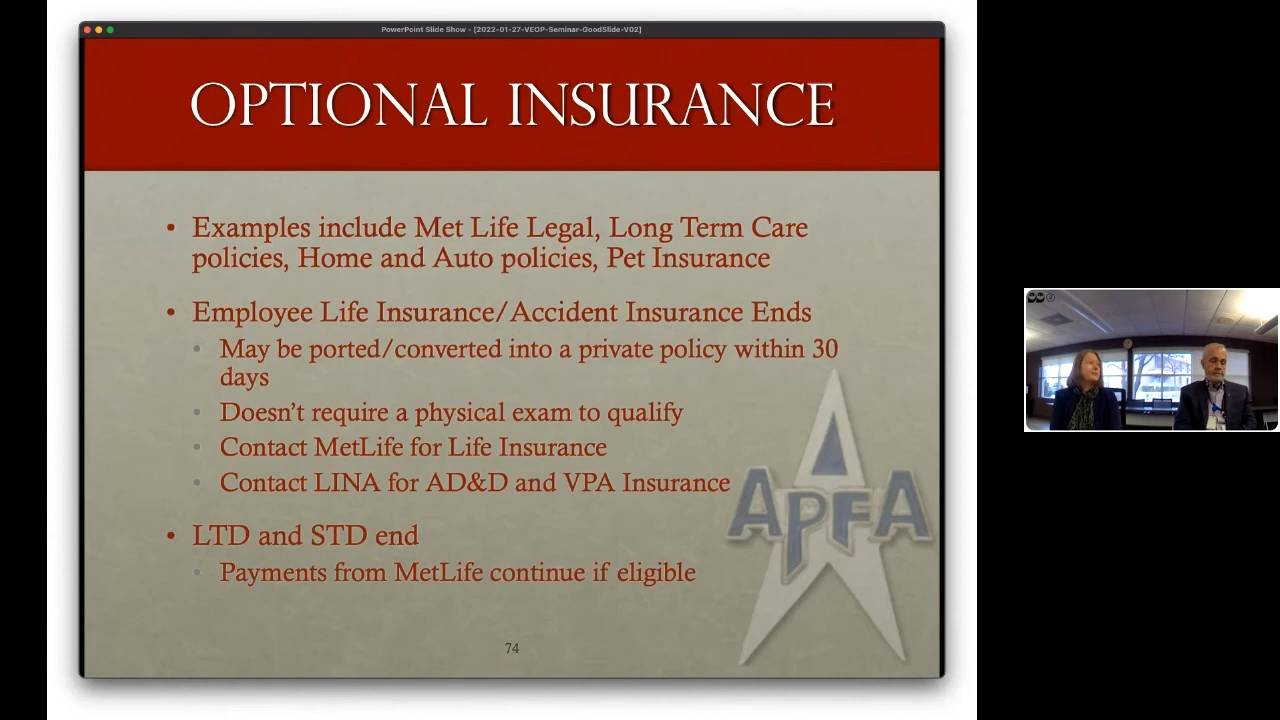 PowerPoint Slide Show - [2022-01-27-VEOP-Seminar-GoodSlide-V02]
OPTIONAL INSURANCE
• Examples include Met Life Legal, Long Term Care
policies, Home and Auto policies, Pet Insurance
• Employee Life Insurance/Accident Insurance Ends
• May be ported/converted into a private policy within 30
days
• Doesn't require a physical exam to qualify
• Contact MetLife for Life Insurance
• Contact LINA for AD&D and VPA Insurance
• LTD and STD end
• Payments from MetLife continue if eligible
APFA
74